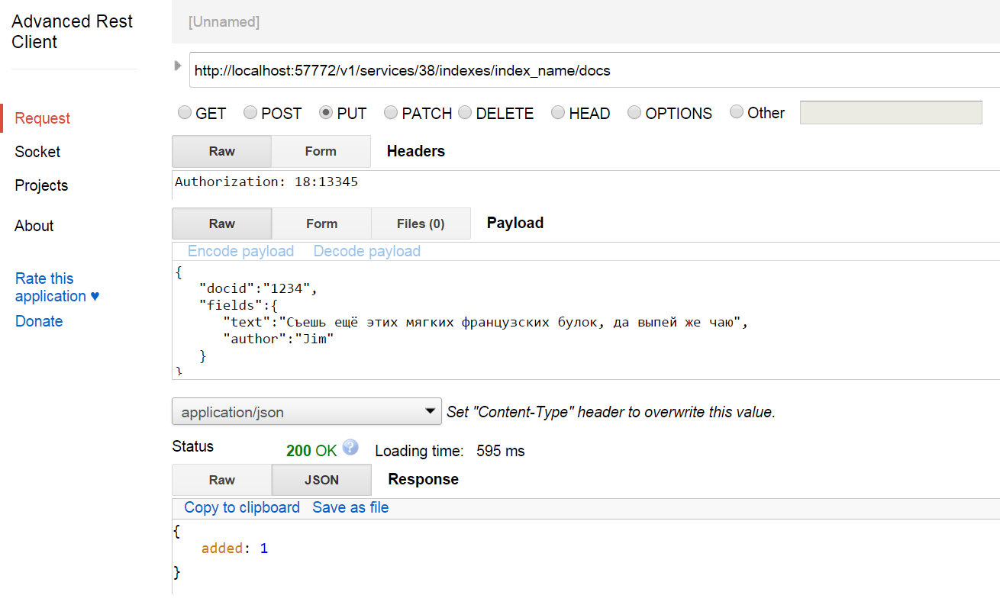 Advanced Rest
Client
[Unnamed]
http://localhost:57772/v1/services/38/indexes/index_name/docs
GET POST PUT PATCH DELETE HEAD OPTIONS Other
Request
Socket
Projects
About
Rate this
application ♥
Donate
Raw Form Headers
Authorization: 18:13345
Raw Form Files (0) Payload
Encode payload Decode payload
{
"docid":"1234",
"fields":{
"text":"Съешь ещё этих мягких французских булок, да выпей же чаю",
"author":"Jim"
}
}
application/json Set "Content-Type" header to overwrite this value.
Status 200 OK ? Loading time: 595 ms
Raw JSON Response
Copy to clipboard Save as file
{
added: 1
}